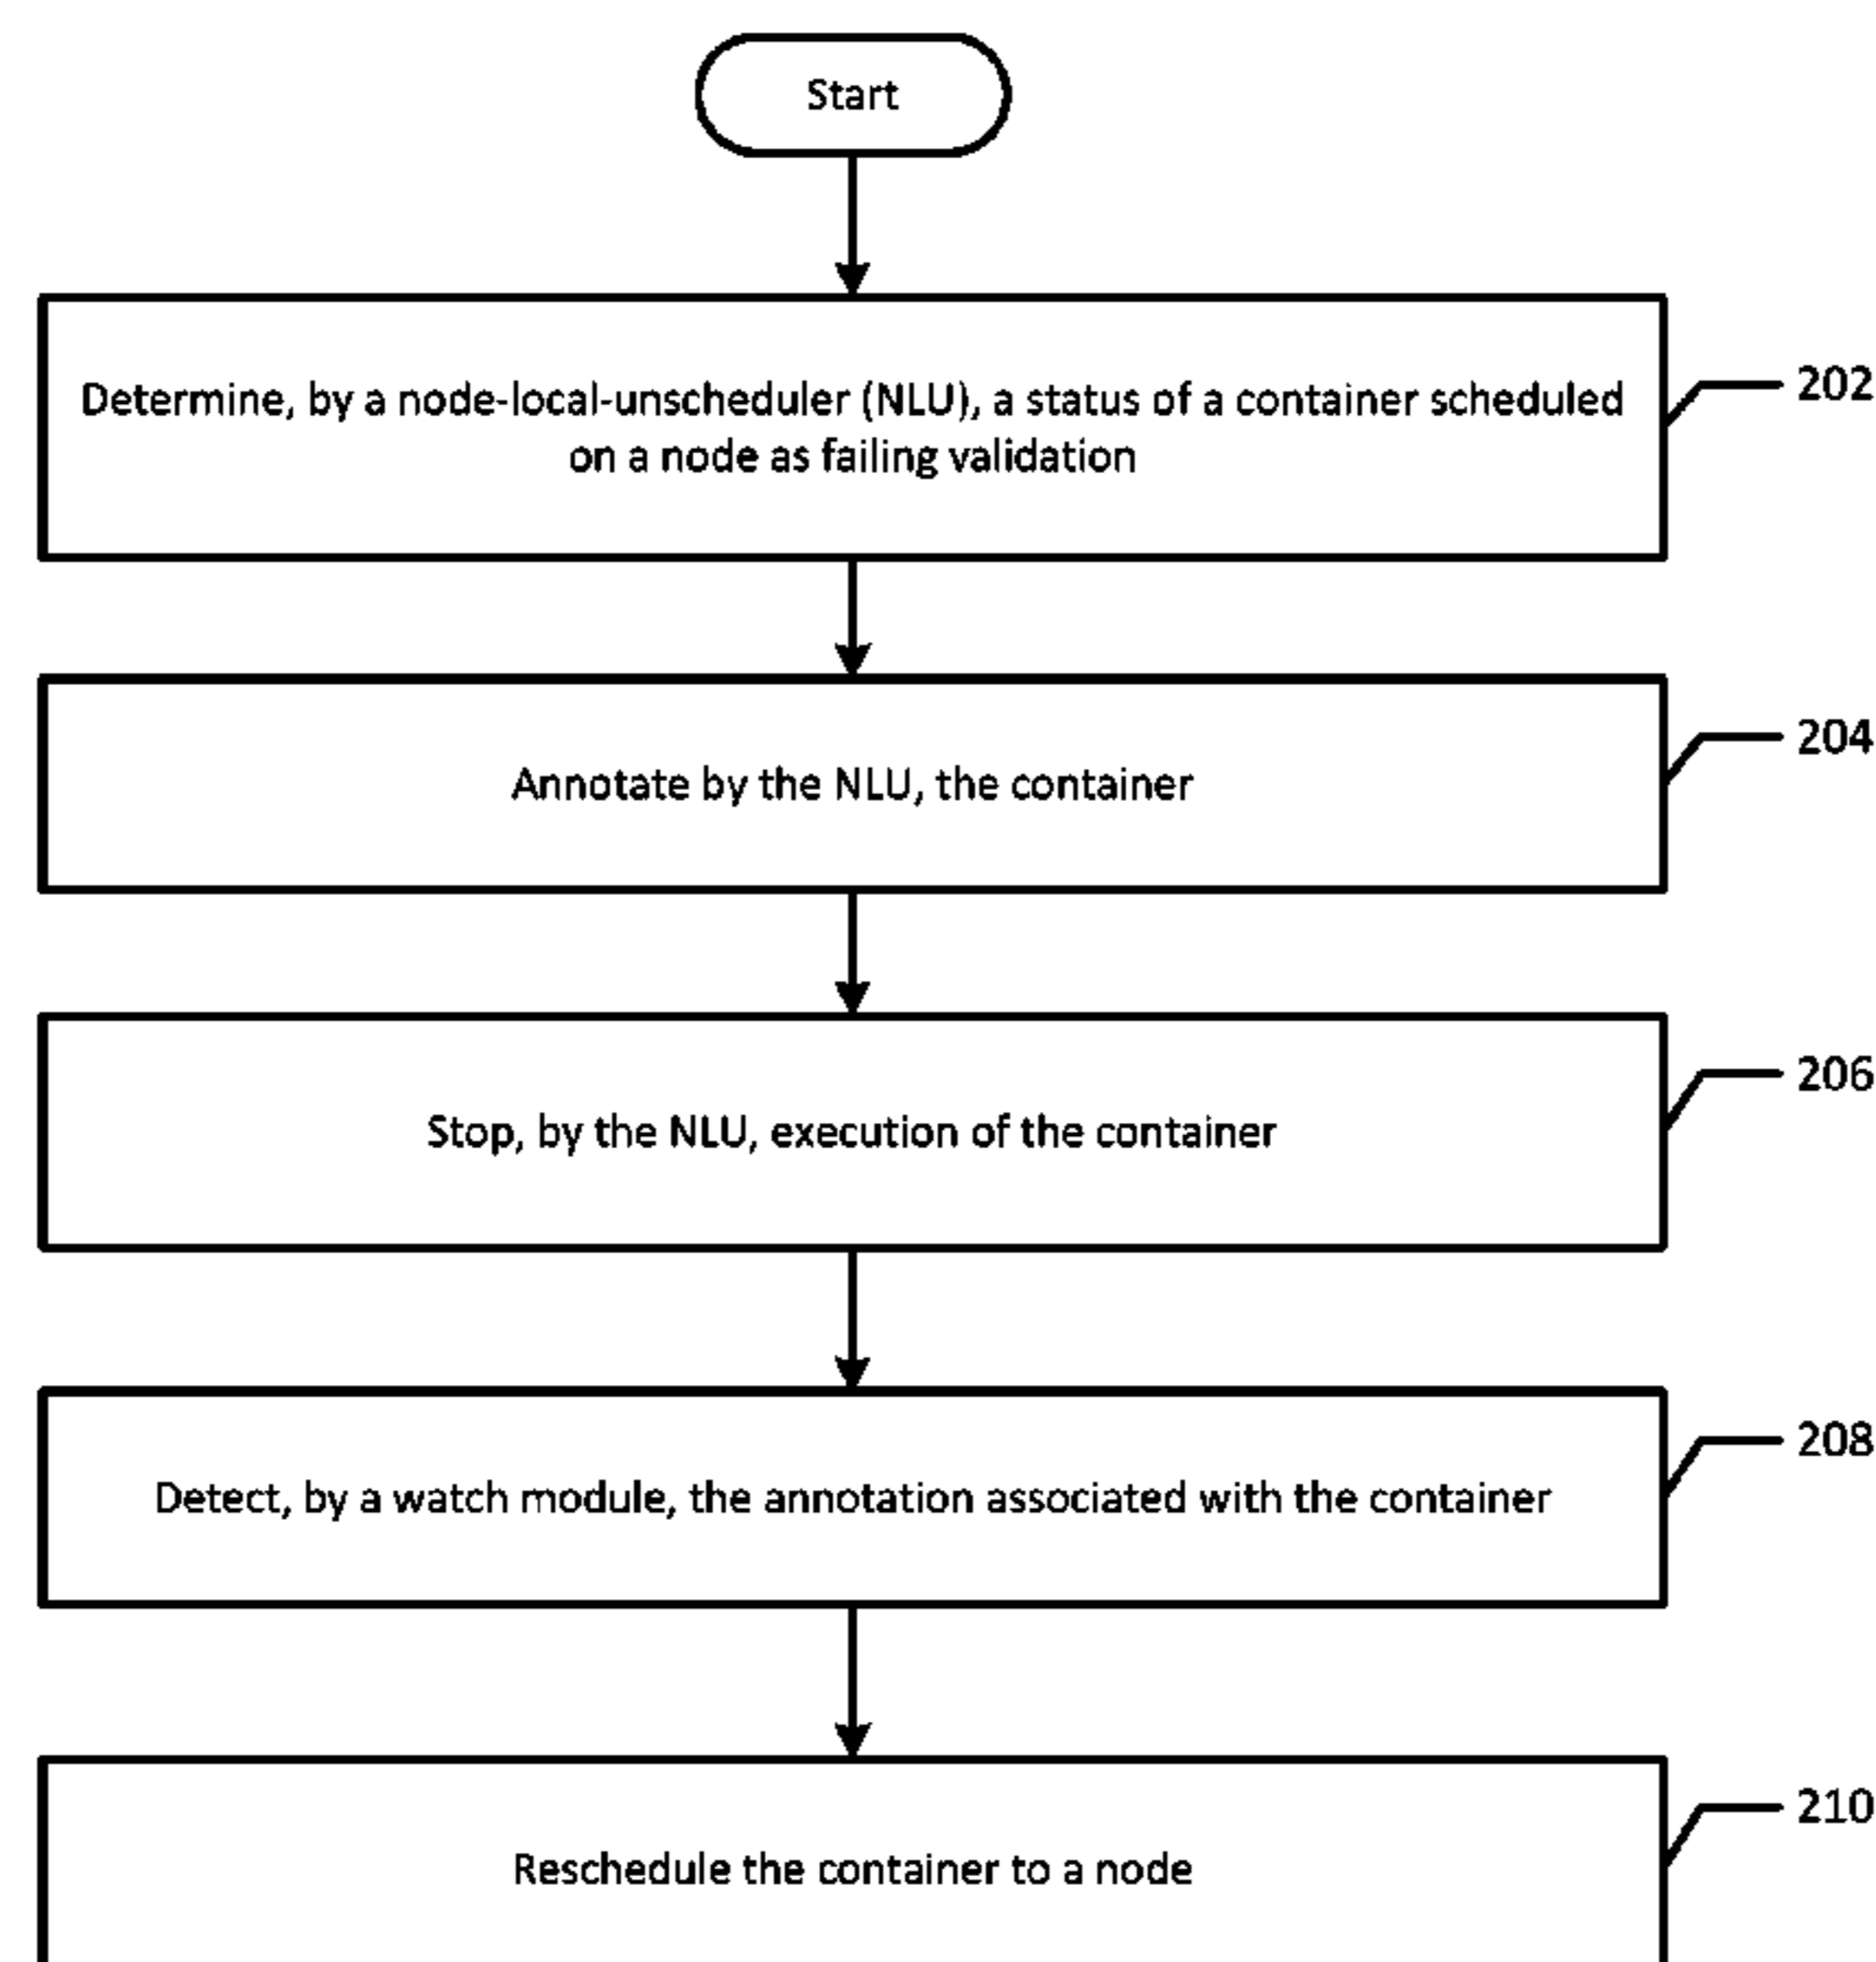 Start
Determine, by a node-local-unscheduler (NLU), a status of a container scheduled
on a node as failing validation
202
Annotate by the NLU, the container
204
Stop, by the NLU, execution of the container
206
Detect, by a watch module, the annotation associated with the container
208
Reschedule the container to a node
210